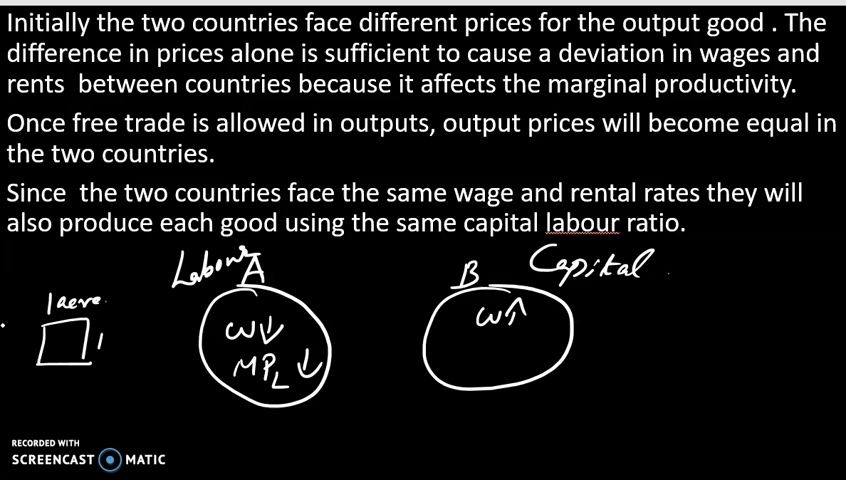 Initially the two countries face different prices for the output good . The
difference in prices alone is sufficient to cause a deviation in wages and
rents between countries because it affects the marginal productivity.
Once free trade is allowed in outputs, output prices will become equal in
the two countries.
Since the two countries face the same wage and rental rates they will
also produce each good using the same capital labour ratio.
Labour A B Capital
1 acre
W↓ W↑
1
MPL ↓
RECORDED WITH
SCREENCAST MATIC